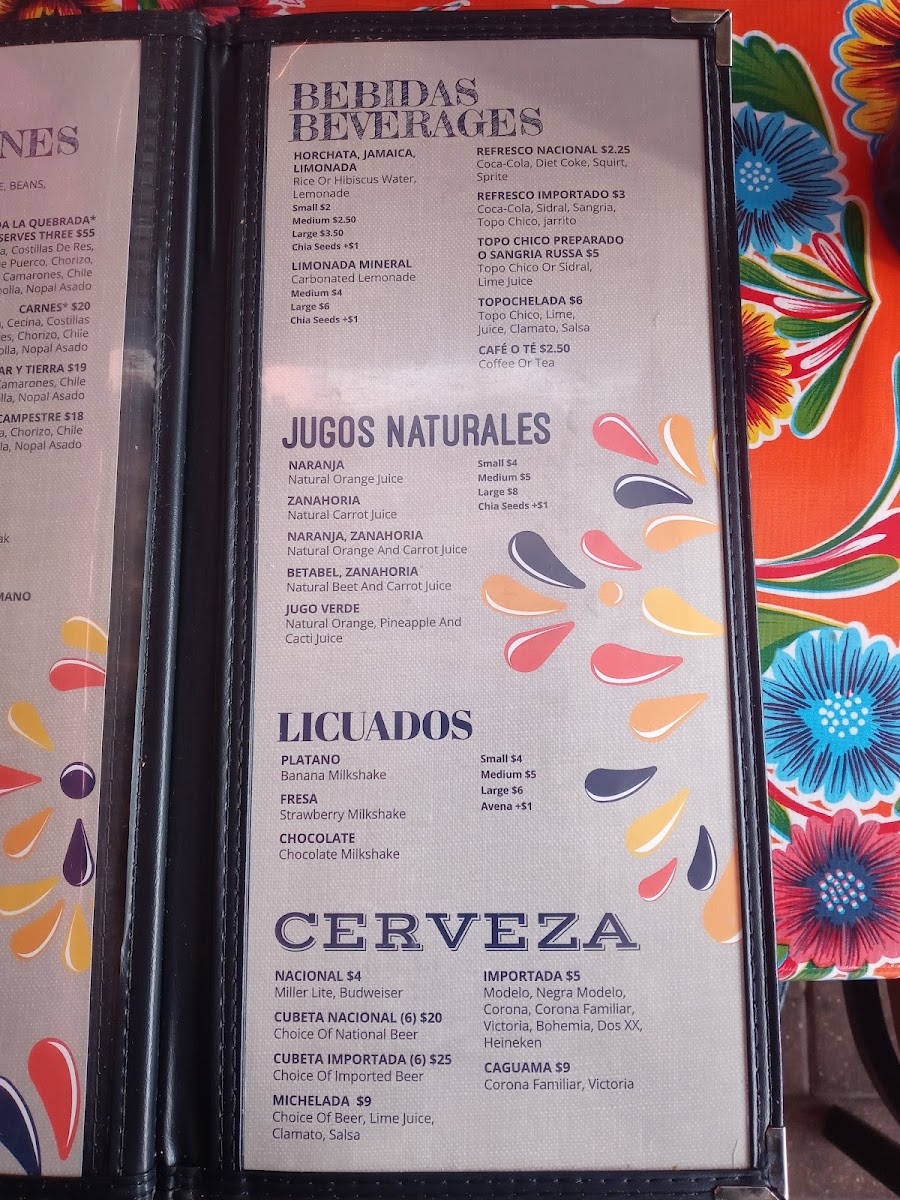 NES
E, BEANS,
DA LA QUEBRADA*
SERVES THREE $55
a, Costillas De Res,
e Puerco, Chorizo,
Camarones, Chile
olla, Nopal Asado
CARNES* $20
, Cecina, Costillas
es, Chorizo, Chile
olla, Nopal Asado
AR Y TIERRA $19
Camarones, Chile
lla, Nopal Asado
CAMPESTRE $18
a, Chorizo, Chile
lla, Nopal Asado
ak
MANO
BEBIDAS
BEVERAGES
HORCHATA, JAMAICA,
LIMONADA
Rice Or Hibiscus Water,
Lemonade
Small $2
Medium $2.50
Large $3.50
Chia Seeds +$1
LIMONADA MINERAL
Carbonated Lemonade
Medium $4
Large $6
Chia Seeds +$1
REFRESCO NACIONAL $2.25
Coca-Cola, Diet Coke, Squirt,
Sprite
REFRESCO IMPORTADO $3
Coca-Cola, Sidral, Sangria,
Topo Chico, jarrito
TOPO CHICO PREPARADO
O SANGRIA RUSSA $5
Topo Chico Or Sidral,
Lime Juice
TOPOCHELADA $6
Topo Chico, Lime,
Juice, Clamato, Salsa
CAFÉ O TÉ $2.50
Coffee Or Tea
JUGOS NATURALES
NARANJA
Natural Orange Juice
ZANAHORIA
Natural Carrot Juice
NARANJA, ZANAHORIA
Natural Orange And Carrot Juice
BETABEL, ZANAHORIA
Natural Beet And Carrot Juice
JUGO VERDE
Natural Orange, Pineapple And
Cacti Juice
Small $4
Medium $5
Large $8
Chia Seeds +$1
LICUADOS
PLATANO
Banana Milkshake
FRESA
Strawberry Milkshake
CHOCOLATE
Chocolate Milkshake
Small $4
Medium $5
Large $6
Avena +$1
CERVEZA
NACIONAL $4
Miller Lite, Budweiser
CUBETA NACIONAL (6) $20
Choice Of National Beer
CUBETA IMPORTADA (6) $25
Choice Of Imported Beer
MICHELADA $9
Choice Of Beer, Lime Juice,
Clamato, Salsa
IMPORTADA $5
Modelo, Negra Modelo,
Corona, Corona Familiar,
Victoria, Bohemia, Dos XX,
Heineken
CAGUAMA $9
Corona Familiar, Victoria